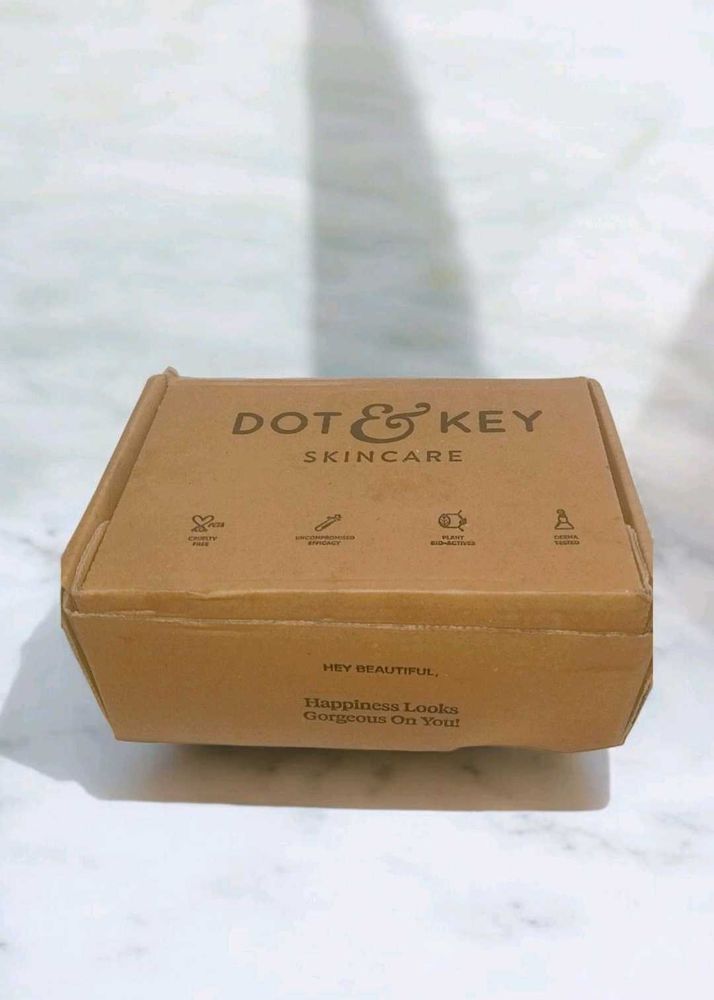 DOT & KEY
SKINCARE
CRUELTY FREE
UNCOMPROMISED EFFICACY
PLANT BIO-ACTIVES
DERMA TESTED
HEY BEAUTIFUL,
Happiness Looks
Gorgeous On You!